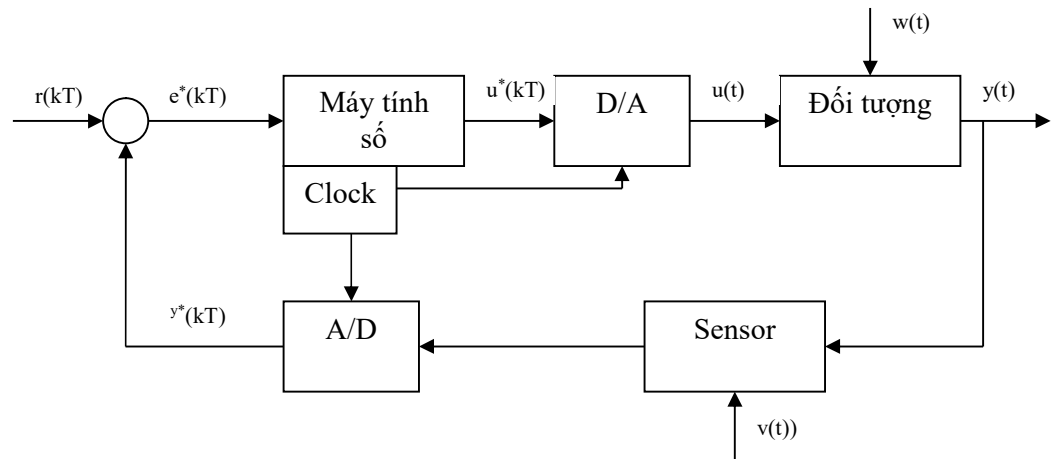 w(t)
r(kT)
e*(kT)
Máy tính
số
u*(kT)
D/A
u(t)
Đối tượng
y(t)
Clock
y*(kT)
A/D
Sensor
v(t))